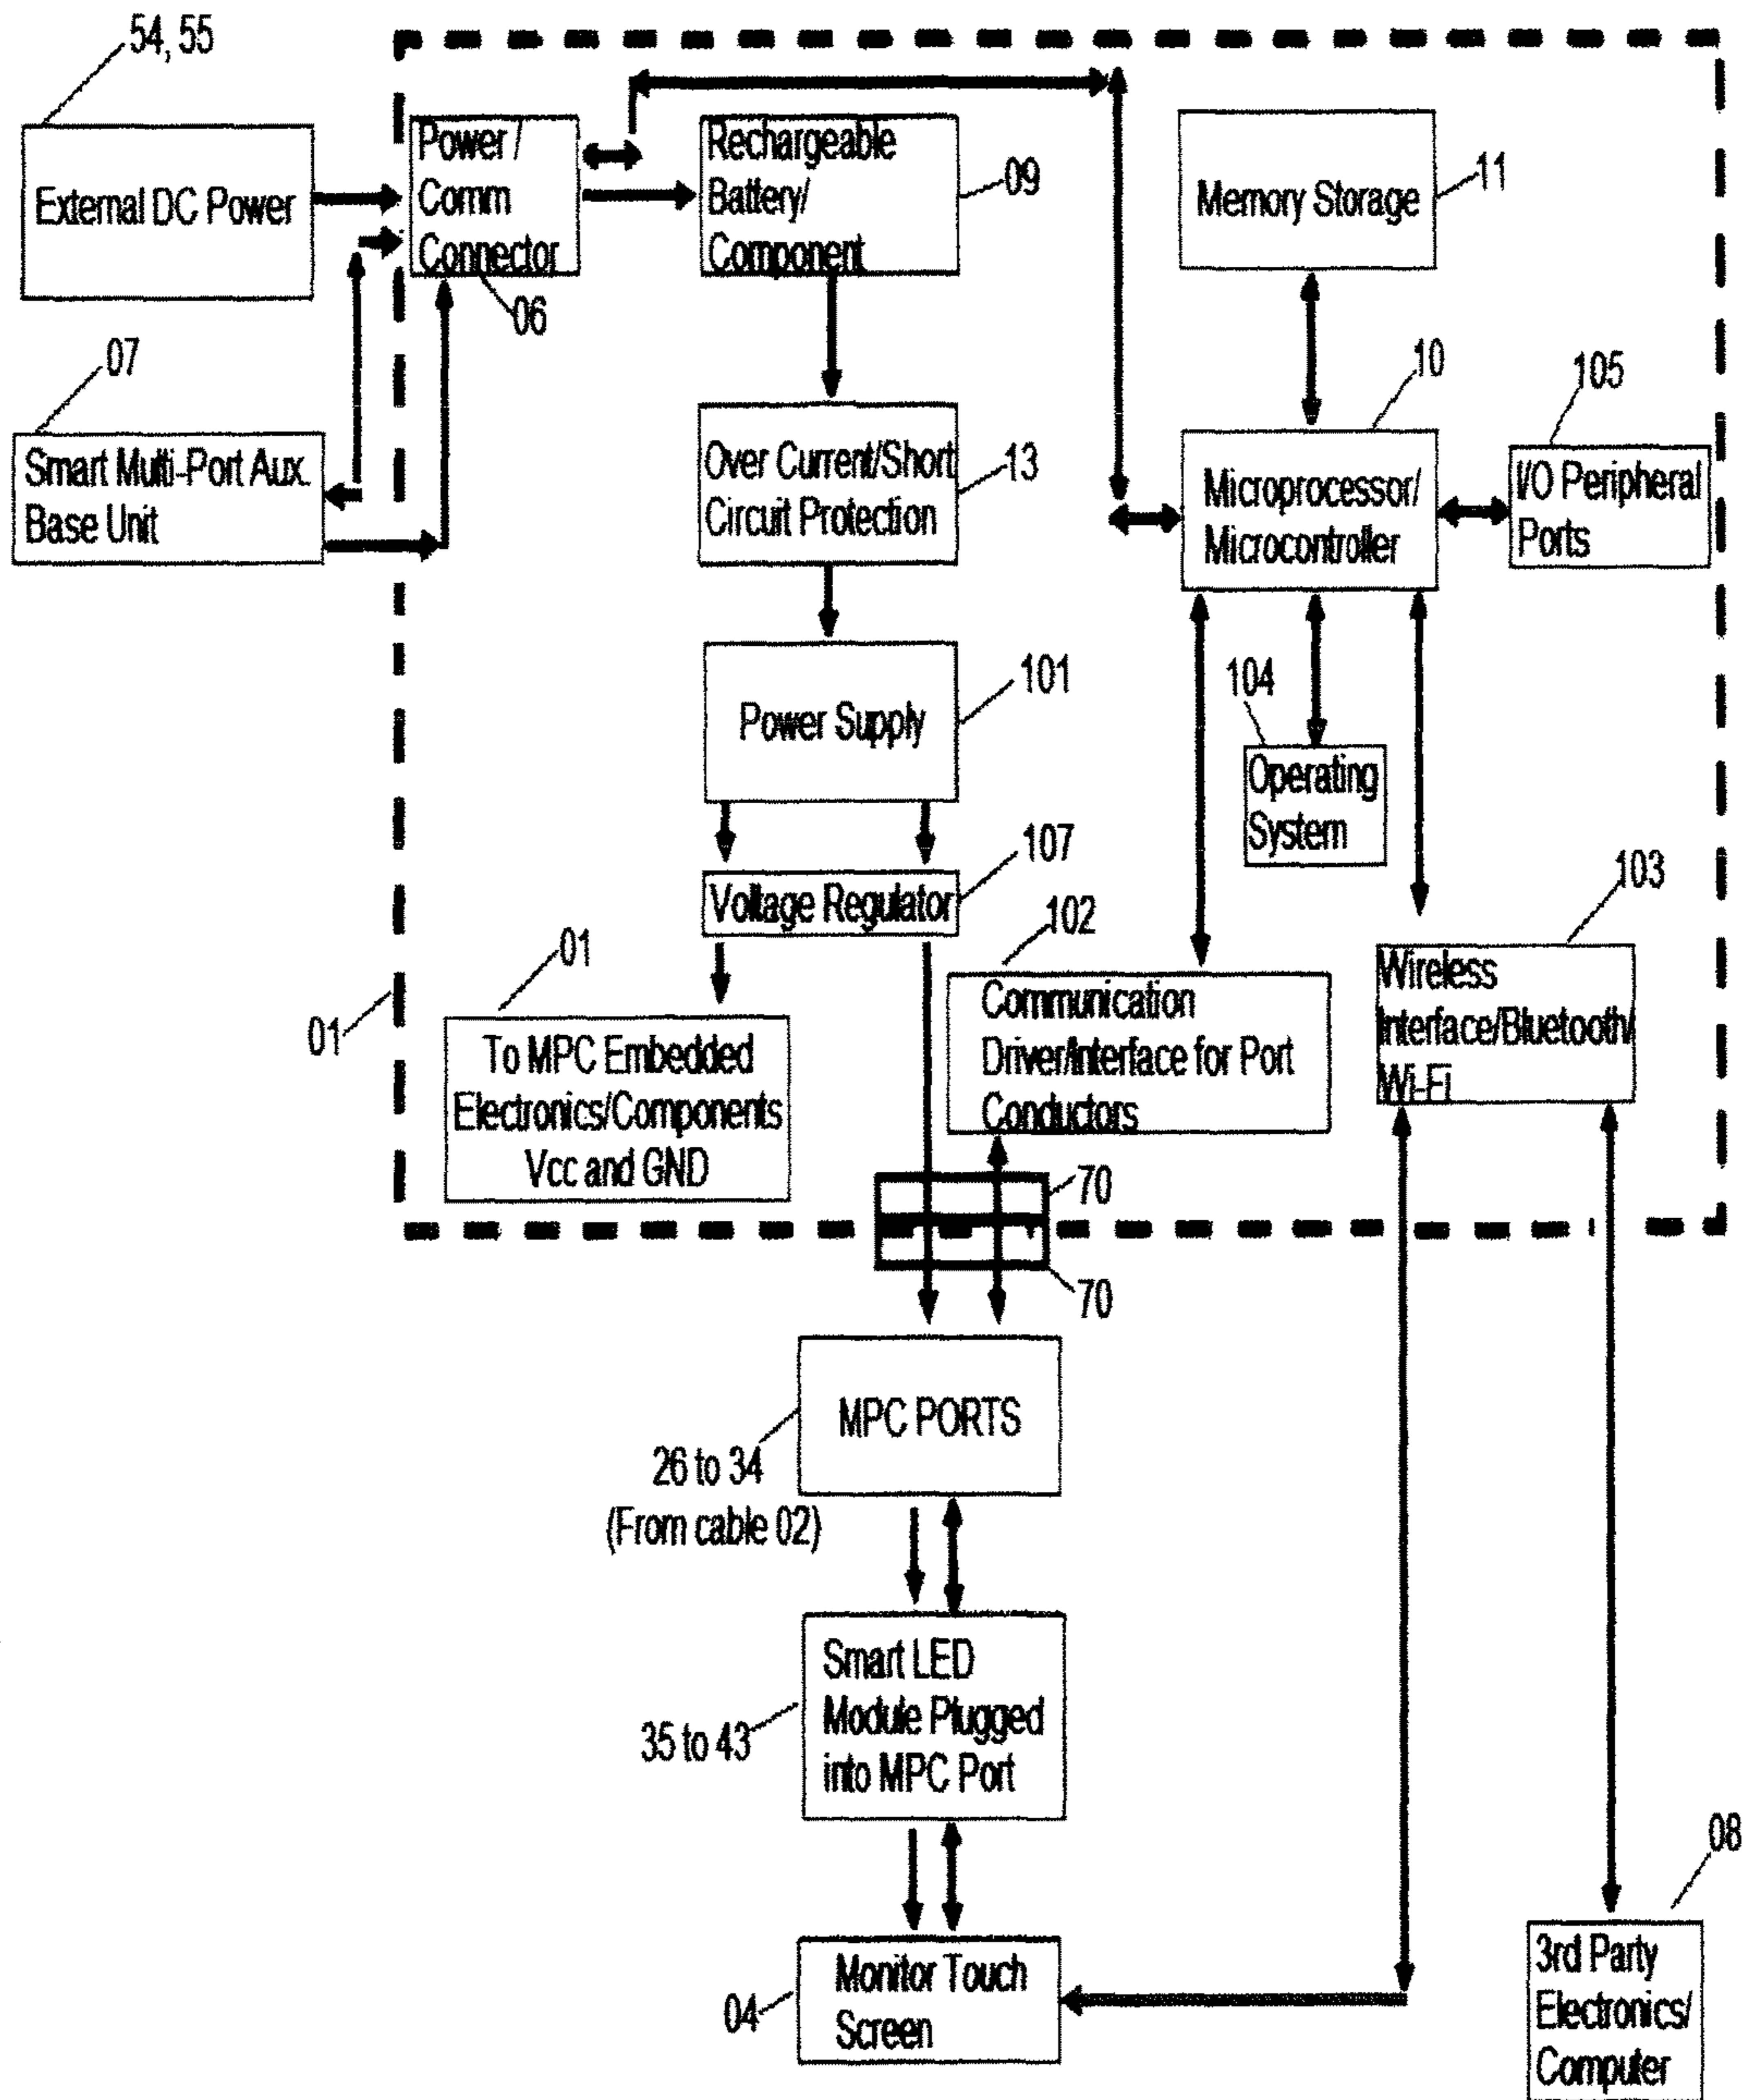 54, 55
External DC Power
Power /
Comm
Connector
06
Rechargeable
Battery/
Component
09
Memory Storage
11
07
Smart Multi-Port Aux.
Base Unit
Over Current/Short
Circuit Protection
13
10
Microprocessor/
Microcontroller
105
I/O Peripheral
Ports
Power Supply
101
104
Operating
System
Voltage Regulator
107
102
103
01
01
To MPC Embedded
Electronics/Components
Vcc and GND
Communication
Driver/Interface for Port
Conductors
Wireless
Interface/Bluetooth/
Wi-Fi
70
70
MPC PORTS
26 to 34
(From cable 02)
Smart LED
Module Plugged
into MPC Port
35 to 43
08
Monitor Touch
Screen
04
3rd Party
Electronics/
Computer